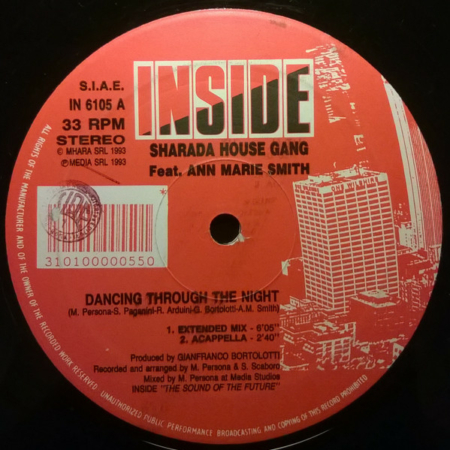 S.I.A.E.
IN 6105 A
33 RPM
STEREO
© MHARA SRL 1993
℗ MEDIA SRL 1993
INSIDE
SHARADA HOUSE GANG
Feat. ANN MARIE SMITH
310100000550
DANCING THROUGH THE NIGHT
(M. Persona-S. Paganini-R. Arduini-G. Bortolotti-A.M. Smith)
1. EXTENDED MIX - 6'05"
2. ACAPPELLA - 2'40"
Produced by GIANFRANCO BORTOLOTTI
Recorded and arranged by M. Persona & S. Scaboro
Mixed by M. Persona at Media Studios
INSIDE "THE SOUND OF THE FUTURE"
ALL RIGHTS OF THE MANUFACTURER AND OF THE OWNER OF THE RECORDED WORK RESERVED. UNAUTHORIZED PUBLIC PERFORMANCE BROADCASTING AND COPYING OF THIS RECORD PROHIBITED